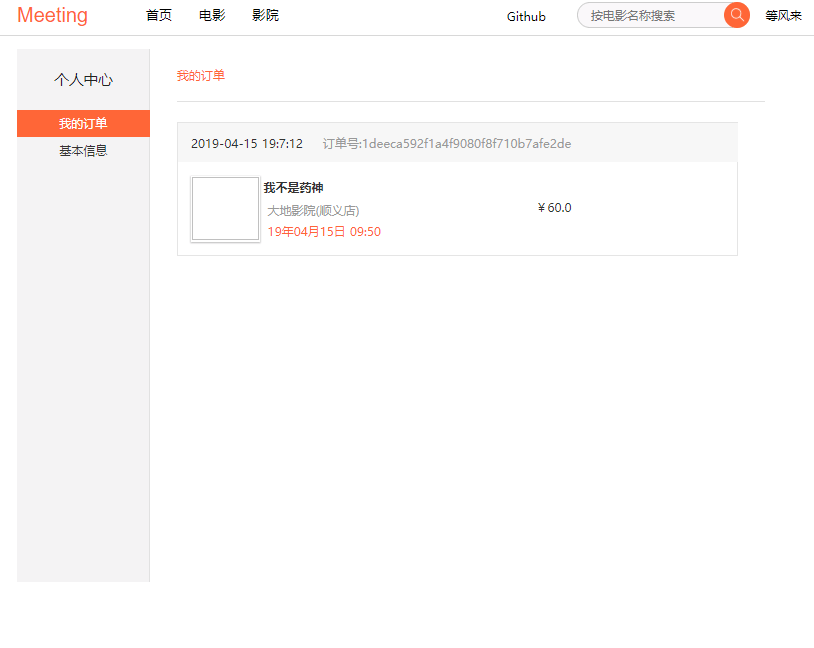 Meeting 首页 电影 影院 Github 按电影名称搜索 等风来
个人中心
我的订单
基本信息
我的订单
2019-04-15 19:7:12 订单号:1deeca592f1a4f9080f8f710b7afe2de
我不是药神
大地影院(顺义店)
19年04月15日 09:50
¥60.0